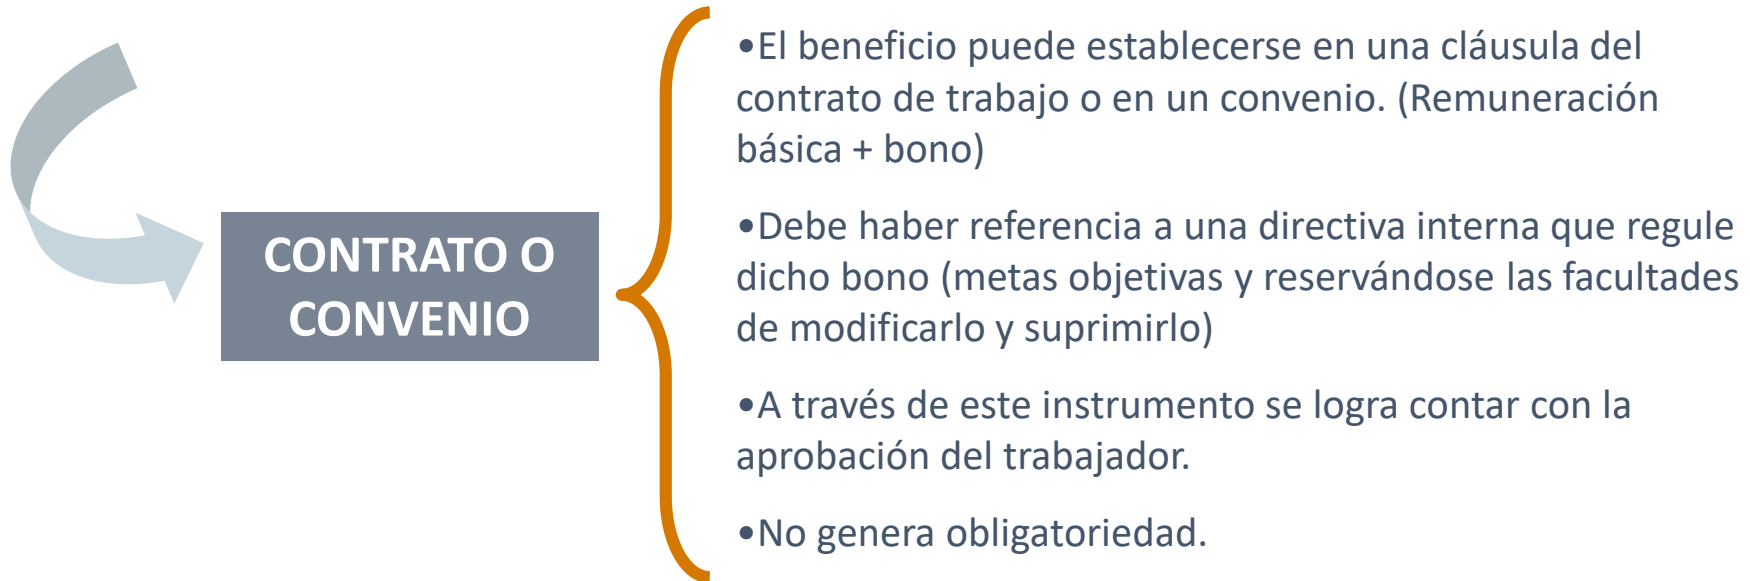 CONTRATO O
CONVENIO
•El beneficio puede establecerse en una cláusula del
contrato de trabajo o en un convenio. (Remuneración
básica + bono)
•Debe haber referencia a una directiva interna que regule
dicho bono (metas objetivas y reservándose las facultades
de modificarlo y suprimirlo)
•A través de este instrumento se logra contar con la
aprobación del trabajador.
•No genera obligatoriedad.